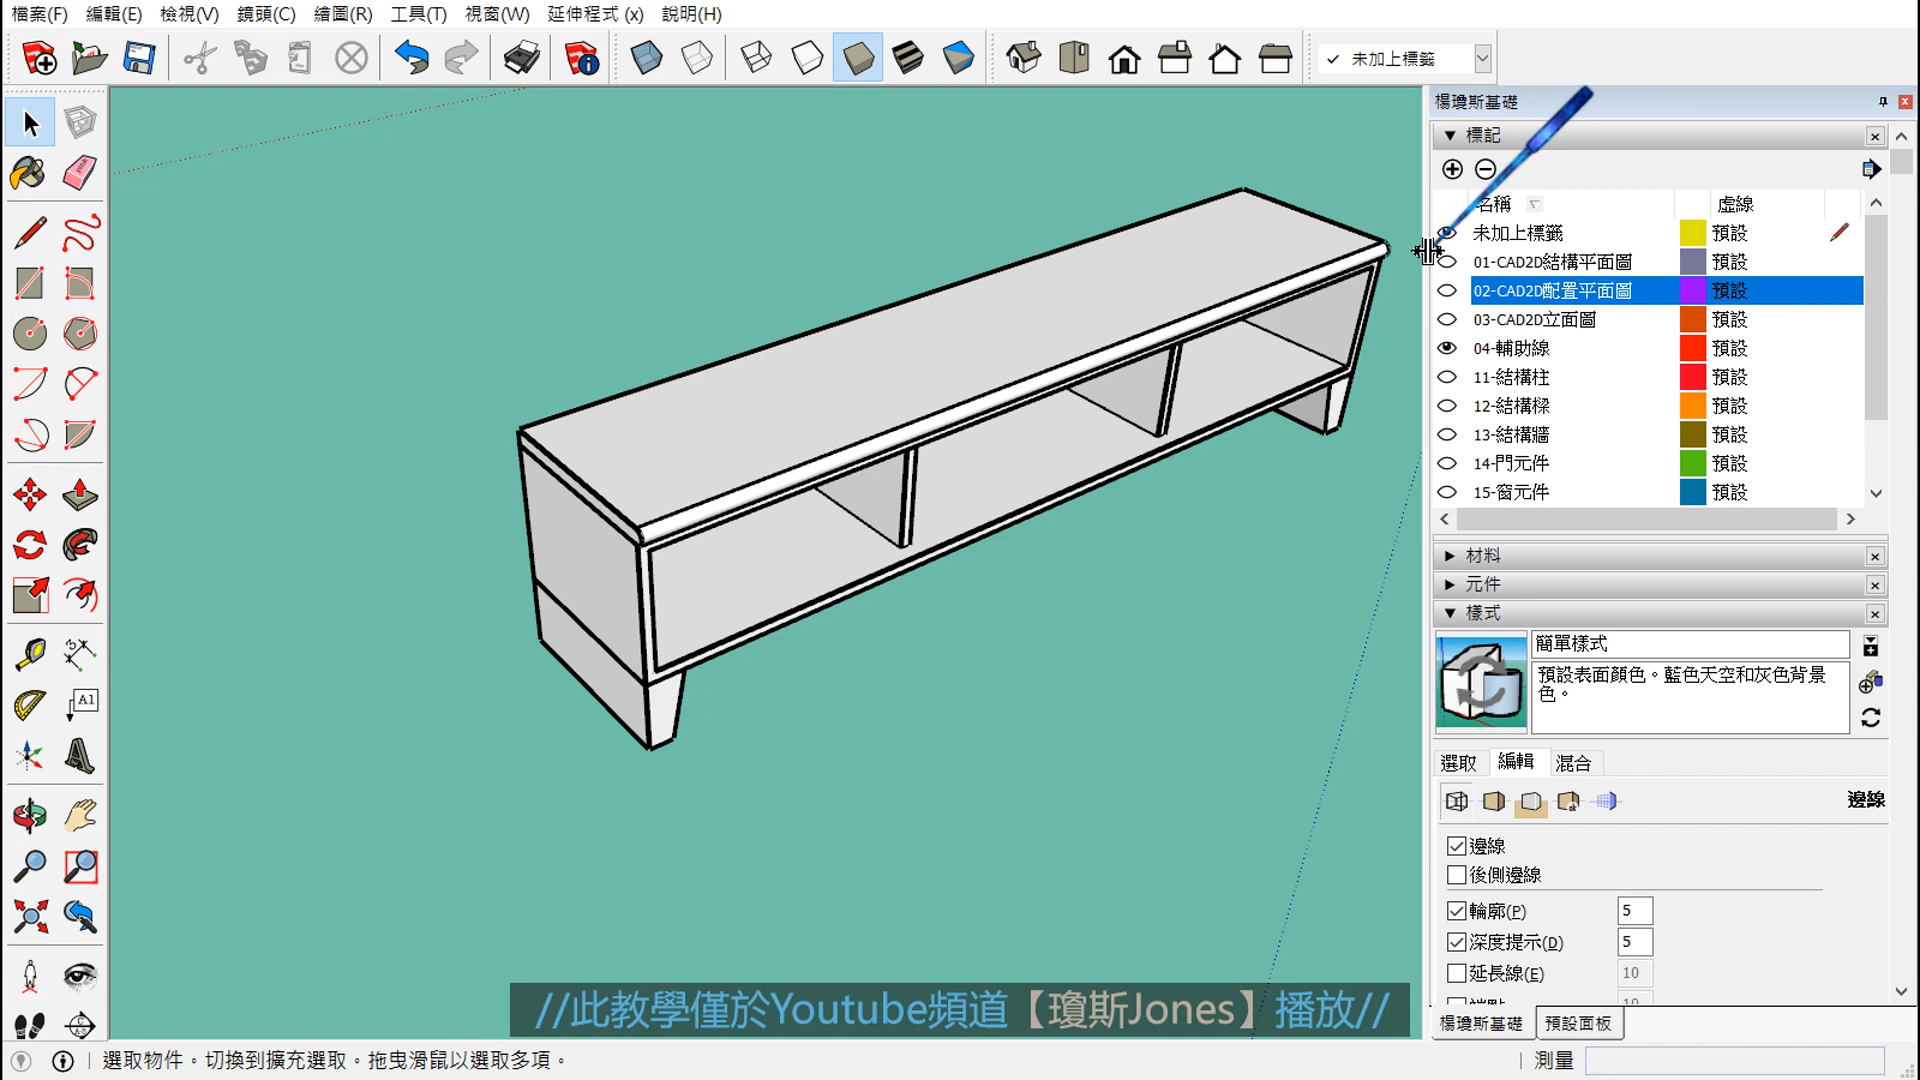 檔案(F) 編輯(E) 檢視(V) 鏡頭(C) 繪圖(R) 工具(T) 視窗(W) 延伸程式 (x) 說明(H)
未加上標籤
楊瓊斯基礎
標記
名稱 虛線
未加上標籤 預設
01-CAD2D結構平面圖 預設
02-CAD2D配置平面圖 預設
03-CAD2D立面圖 預設
04-輔助線 預設
11-結構柱 預設
12-結構樑 預設
13-結構牆 預設
14-門元件 預設
15-窗元件 預設
材料
元件
樣式
簡單樣式
預設表面顏色。藍色天空和灰色背景
色。
選取 編輯 混合
邊線
邊線
後側邊線
輪廓(P) 5
深度提示(D) 5
延長線(E) 10
楊瓊斯基礎 預設面板
//此教學僅於Youtube頻道【瓊斯Jones】播放//
選取物件。切換到擴充選取。拖曳滑鼠以選取多項。
測量
A1